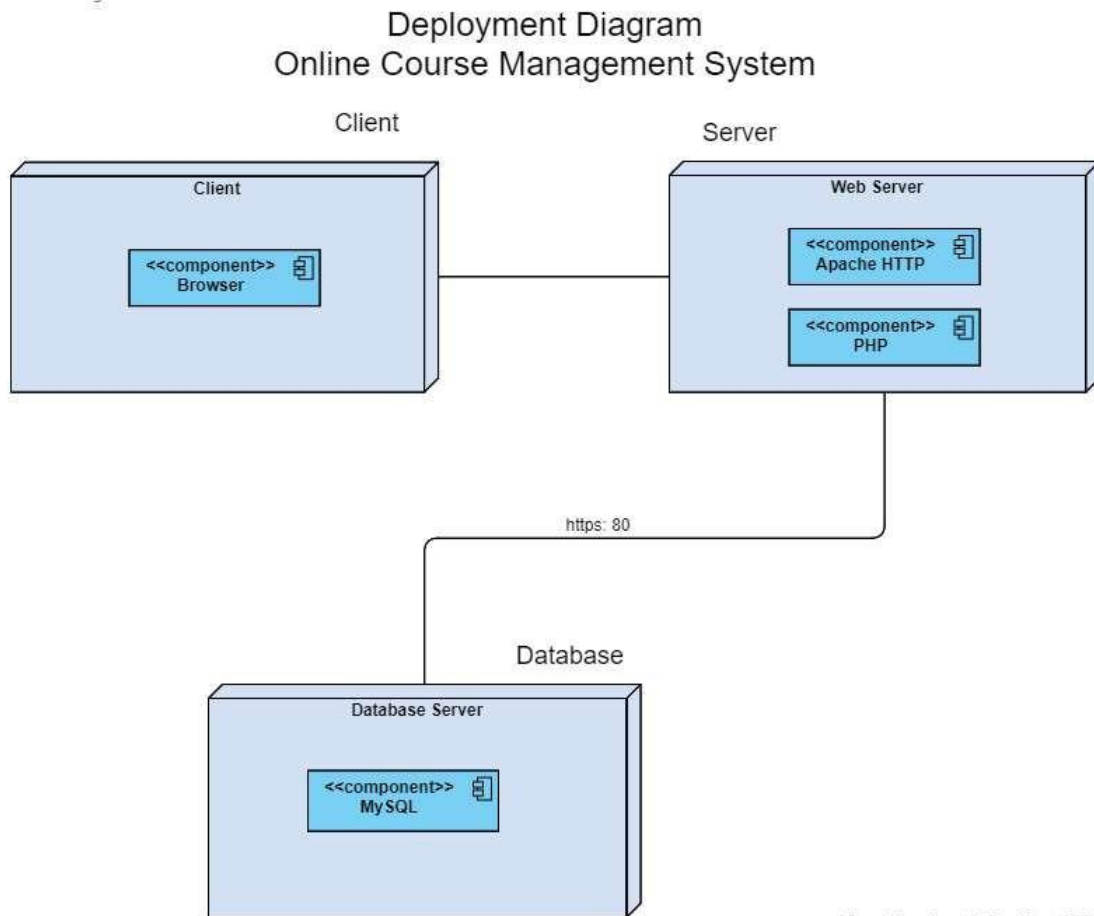 Deployment Diagram
Online Course Management System
Client
Server
Client
<<component>>
Browser
Web Server
<<component>>
Apache HTTP
<<component>>
PHP
https: 80
Database
Database Server
<<component>>
MySQL